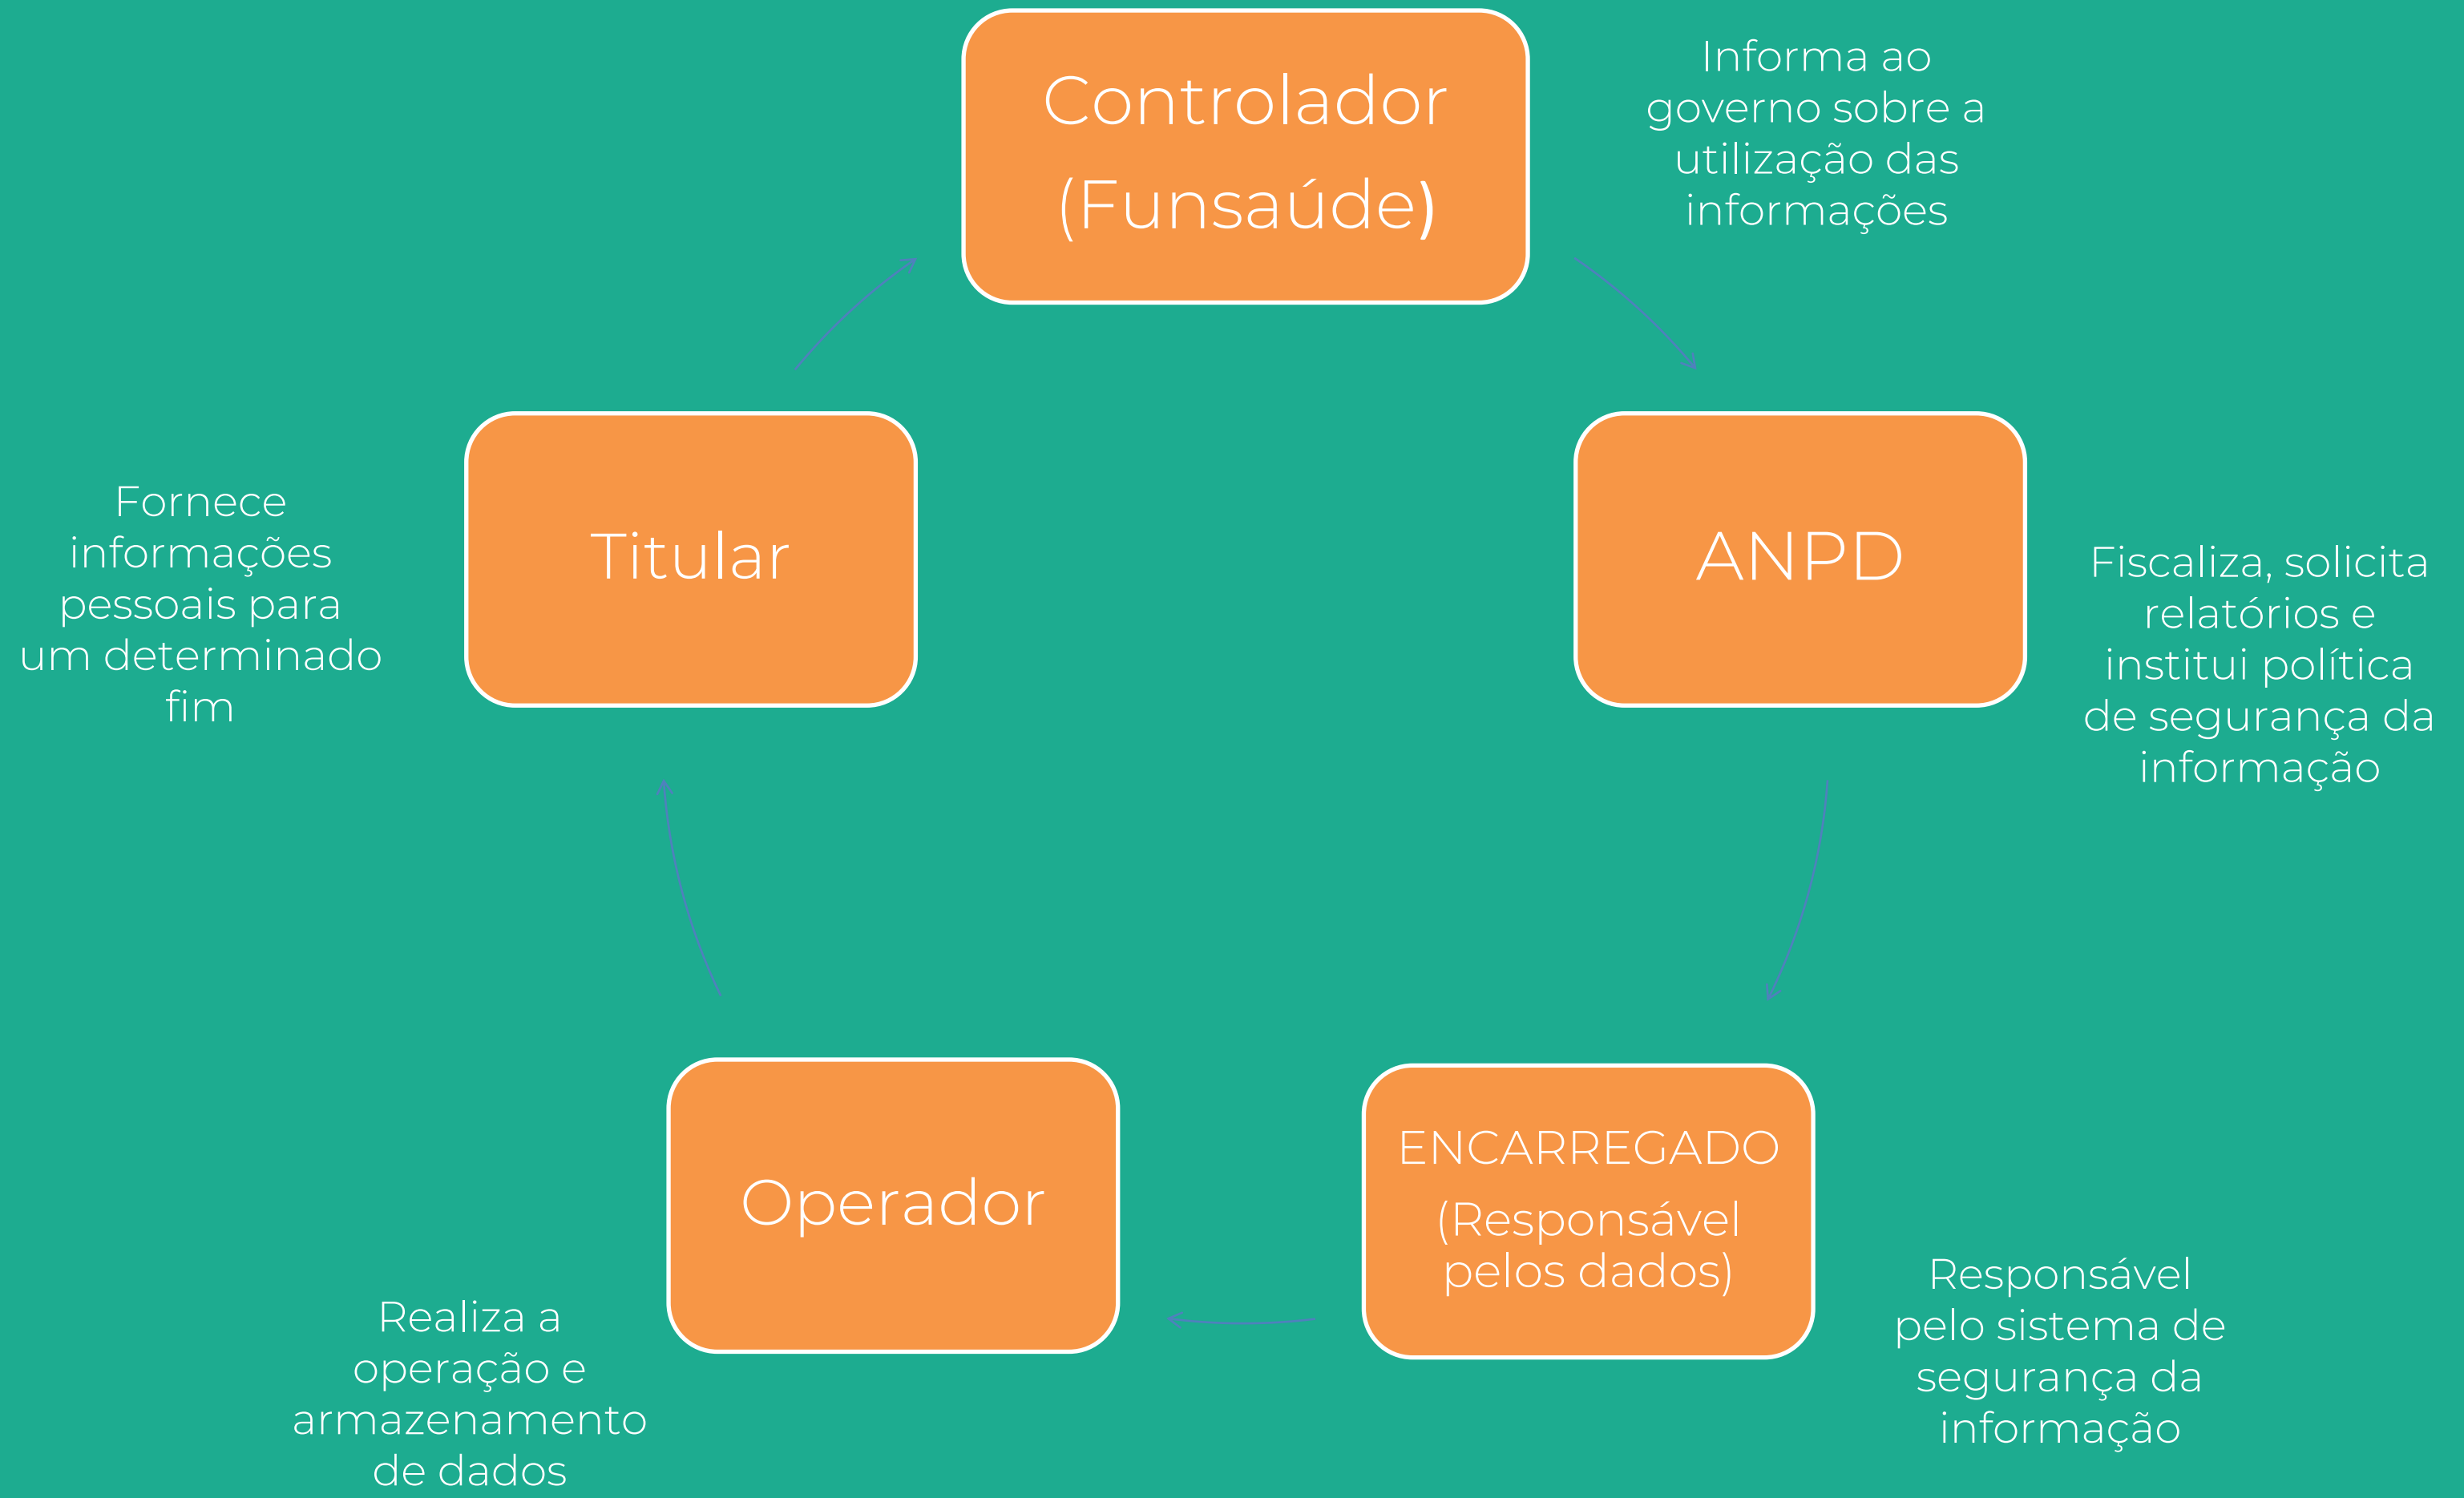 Controlador
(Funsaúde)
Informa ao
governo sobre a
utilização das
informações
Titular
Fornece
informações
pessoais para
um determinado
fim
ANPD
Fiscaliza, solicita
relatórios e
institui política
de segurança da
informação
Operador
Realiza a
operação e
armazenamento
de dados
ENCARREGADO
(Responsável
pelos dados)
Responsável
pelo sistema de
segurança da
informação